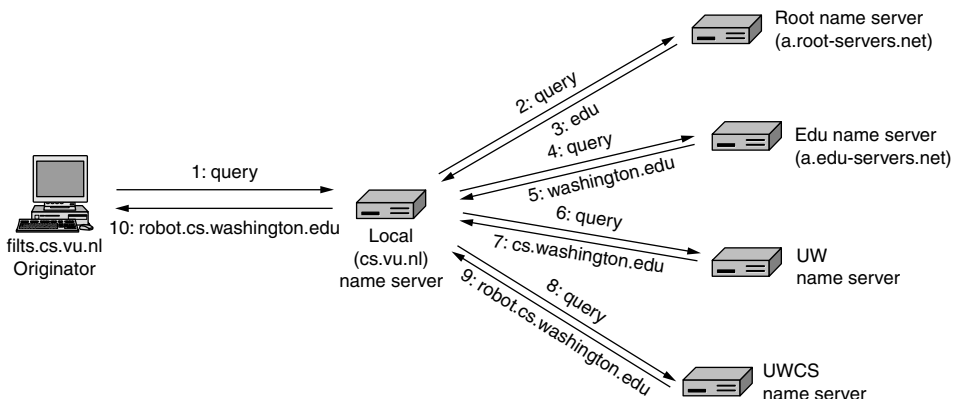 Root name server
(a.root-servers.net)
2: query
3: edu
4: query
5: washington.edu
Edu name server
(a.edu-servers.net)
1: query
10: robot.cs.washington.edu
filts.cs.vu.nl
Originator
Local
(cs.vu.nl)
name server
6: query
7: cs.washington.edu
UW
name server
8: query
9: robot.cs.washington.edu
UWCS
name server